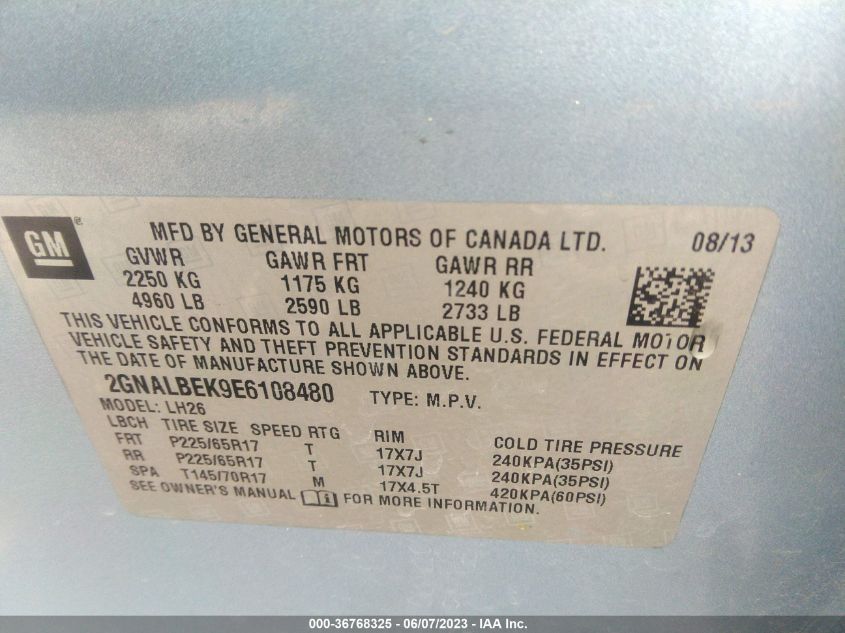 GM ®
MFD BY GENERAL MOTORS OF CANADA LTD. 08/13
GVWR GAWR FRT GAWR RR
2250 KG 1175 KG 1240 KG
4960 LB 2590 LB 2733 LB
THIS VEHICLE CONFORMS TO ALL APPLICABLE U.S. FEDERAL MOTOR
VEHICLE SAFETY AND THEFT PREVENTION STANDARDS IN EFFECT ON
THE DATE OF MANUFACTURE SHOWN ABOVE.
2GNALBEK9E6108480 TYPE: M.P.V.
MODEL: LH26
LBCH TIRE SIZE SPEED RTG RIM COLD TIRE PRESSURE
FRT P225/65R17 T 17X7J 240KPA(35PSI)
RR P225/65R17 T 17X7J 240KPA(35PSI)
SPA T145/70R17 M 17X4.5T 420KPA(60PSI)
SEE OWNER'S MANUAL FOR MORE INFORMATION.
000-36768325 - 06/07/2023 - IAA Inc.